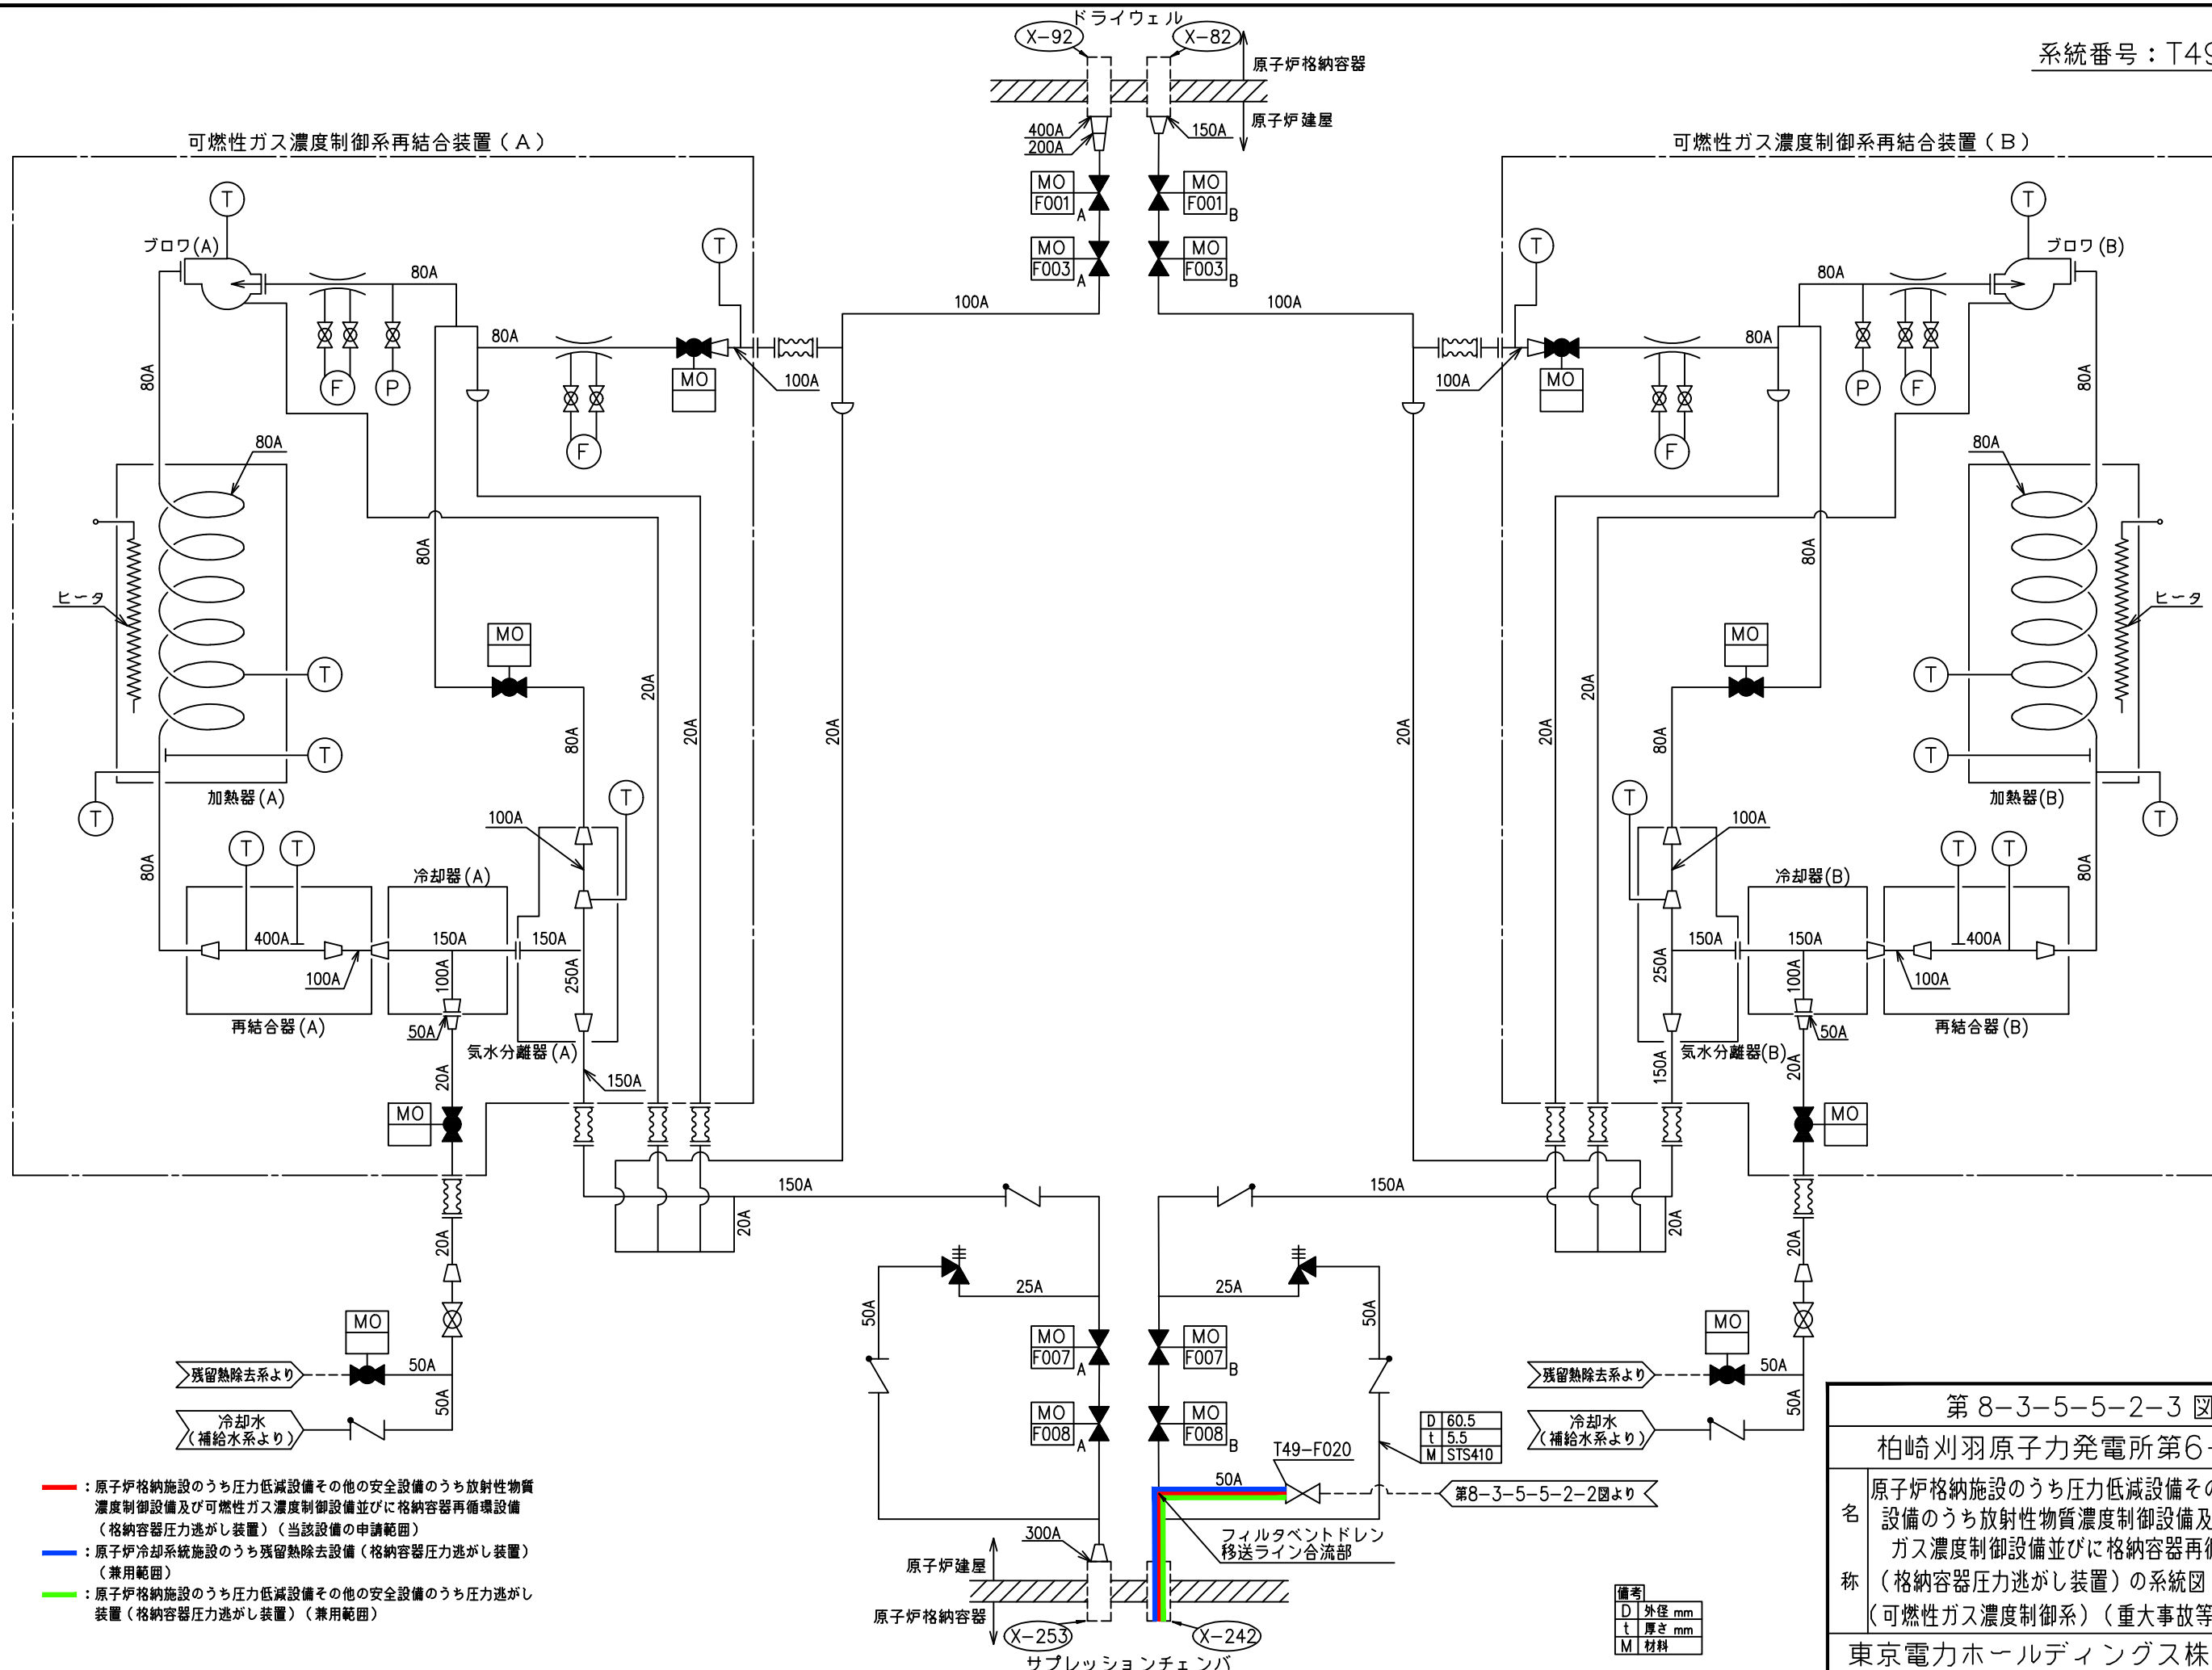 ドライウェル
X-92
X-82
原子炉格納容器
系統番号：T49
400A
200A
150A
原子炉建屋
可燃性ガス濃度制御系再結合装置（A）
可燃性ガス濃度制御系再結合装置（B）
MO
F001
A
MO
F001
B
MO
F003
A
MO
F003
B
T
ブロワ(A)
80A
T
100A
100A
T
T
ブロワ(B)
80A
80A
F
P
80A
F
MO
100A
100A
MO
80A
F
P
F
80A
80A
80A
ヒータ
ヒータ
80A
80A
MO
MO
T
T
T
加熱器(A)
T
T
T
加熱器(B)
20A
20A
20A
20A
20A
20A
80A
80A
T
T
100A
100A
80A
80A
T
T
T
T
冷却器(A)
冷却器(B)
400A
150A
150A
150A
150A
400A
100A
100A
100A
100A
250A
250A
再結合器(A)
50A
50A
再結合器(B)
気水分離器(A)
気水分離器(B)
150A
150A
20A
20A
MO
MO
150A
150A
20A
20A
20A
20A
25A
25A
50A
50A
MO
F007
A
MO
F007
B
MO
F008
A
MO
F008
B
MO
MO
残留熱除去系より
50A
残留熱除去系より
50A
冷却水
（補給水系より）
50A
冷却水
（補給水系より）
50A
D 60.5
t 5.5
M STS410
T49-F020
50A
第8-3-5-5-2-2図より
フィルタベントドレン
移送ライン合流部
300A
原子炉建屋
原子炉格納容器
X-253
X-242
サプレッションチェンバ
：原子炉格納施設のうち圧力低減設備その他の安全設備のうち放射性物質
濃度制御設備及び可燃性ガス濃度制御設備並びに格納容器再循環設備
（格納容器圧力逃がし装置）（当該設備の申請範囲）
：原子炉冷却系統施設のうち残留熱除去設備（格納容器圧力逃がし装置）
（兼用範囲）
：原子炉格納施設のうち圧力低減設備その他の安全設備のうち圧力逃がし
装置（格納容器圧力逃がし装置）（兼用範囲）
備考
D 外径 mm
t 厚さ mm
M 材料
第 8-3-5-5-2-3 図
柏崎刈羽原子力発電所第6
名称
原子炉格納施設のうち圧力低減設備その
設備のうち放射性物質濃度制御設備及
ガス濃度制御設備並びに格納容器再
（格納容器圧力逃がし装置）の系統図
（可燃性ガス濃度制御系）（重大事故等
東京電力ホールディングス株